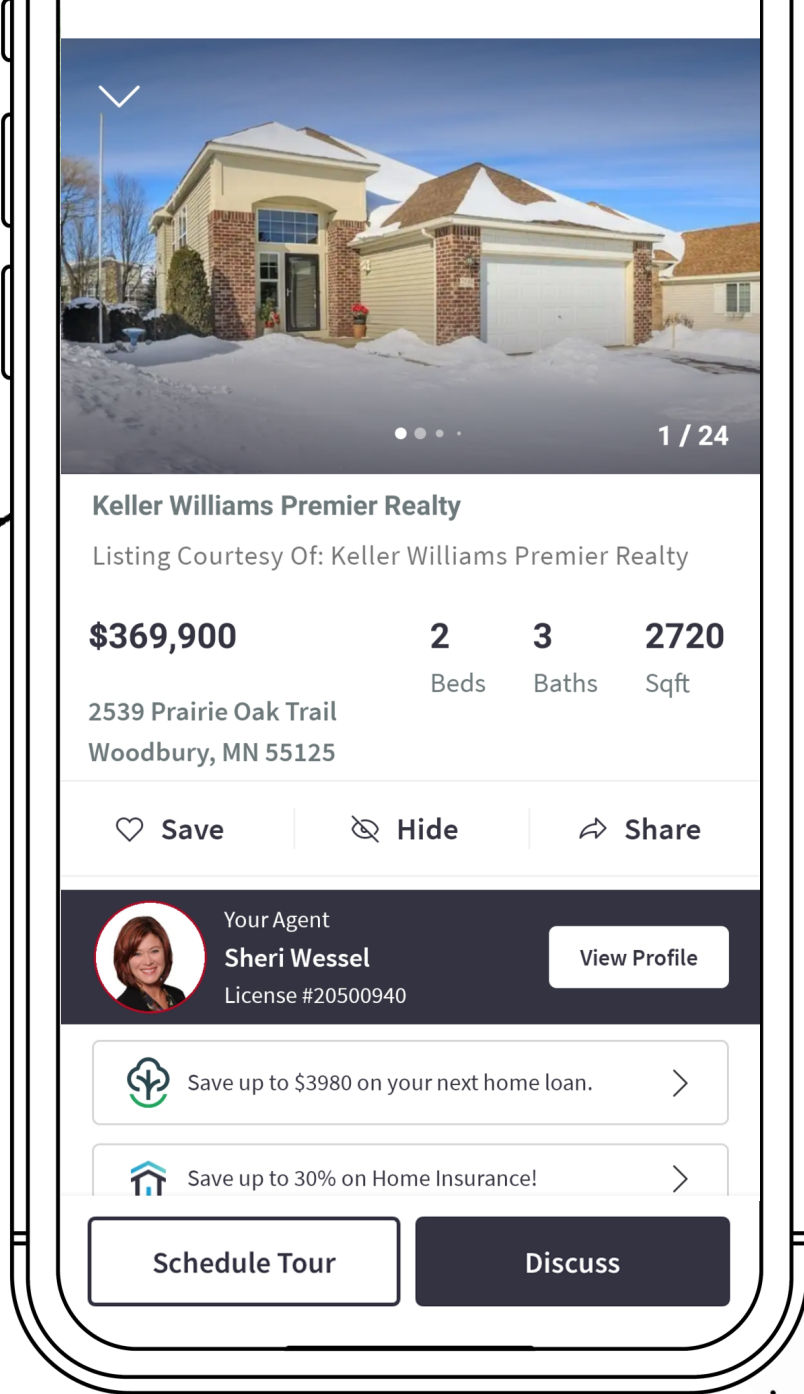 1 / 24
Keller Williams Premier Realty
Listing Courtesy Of: Keller Williams Premier Realty
$369,900
2
Beds
3
Baths
2720
Sqft
2539 Prairie Oak Trail
Woodbury, MN 55125
Save
Hide
Share
Your Agent
Sheri Wessel
License #20500940
View Profile
Save up to $3980 on your next home loan.
Save up to 30% on Home Insurance!
Schedule Tour
Discuss